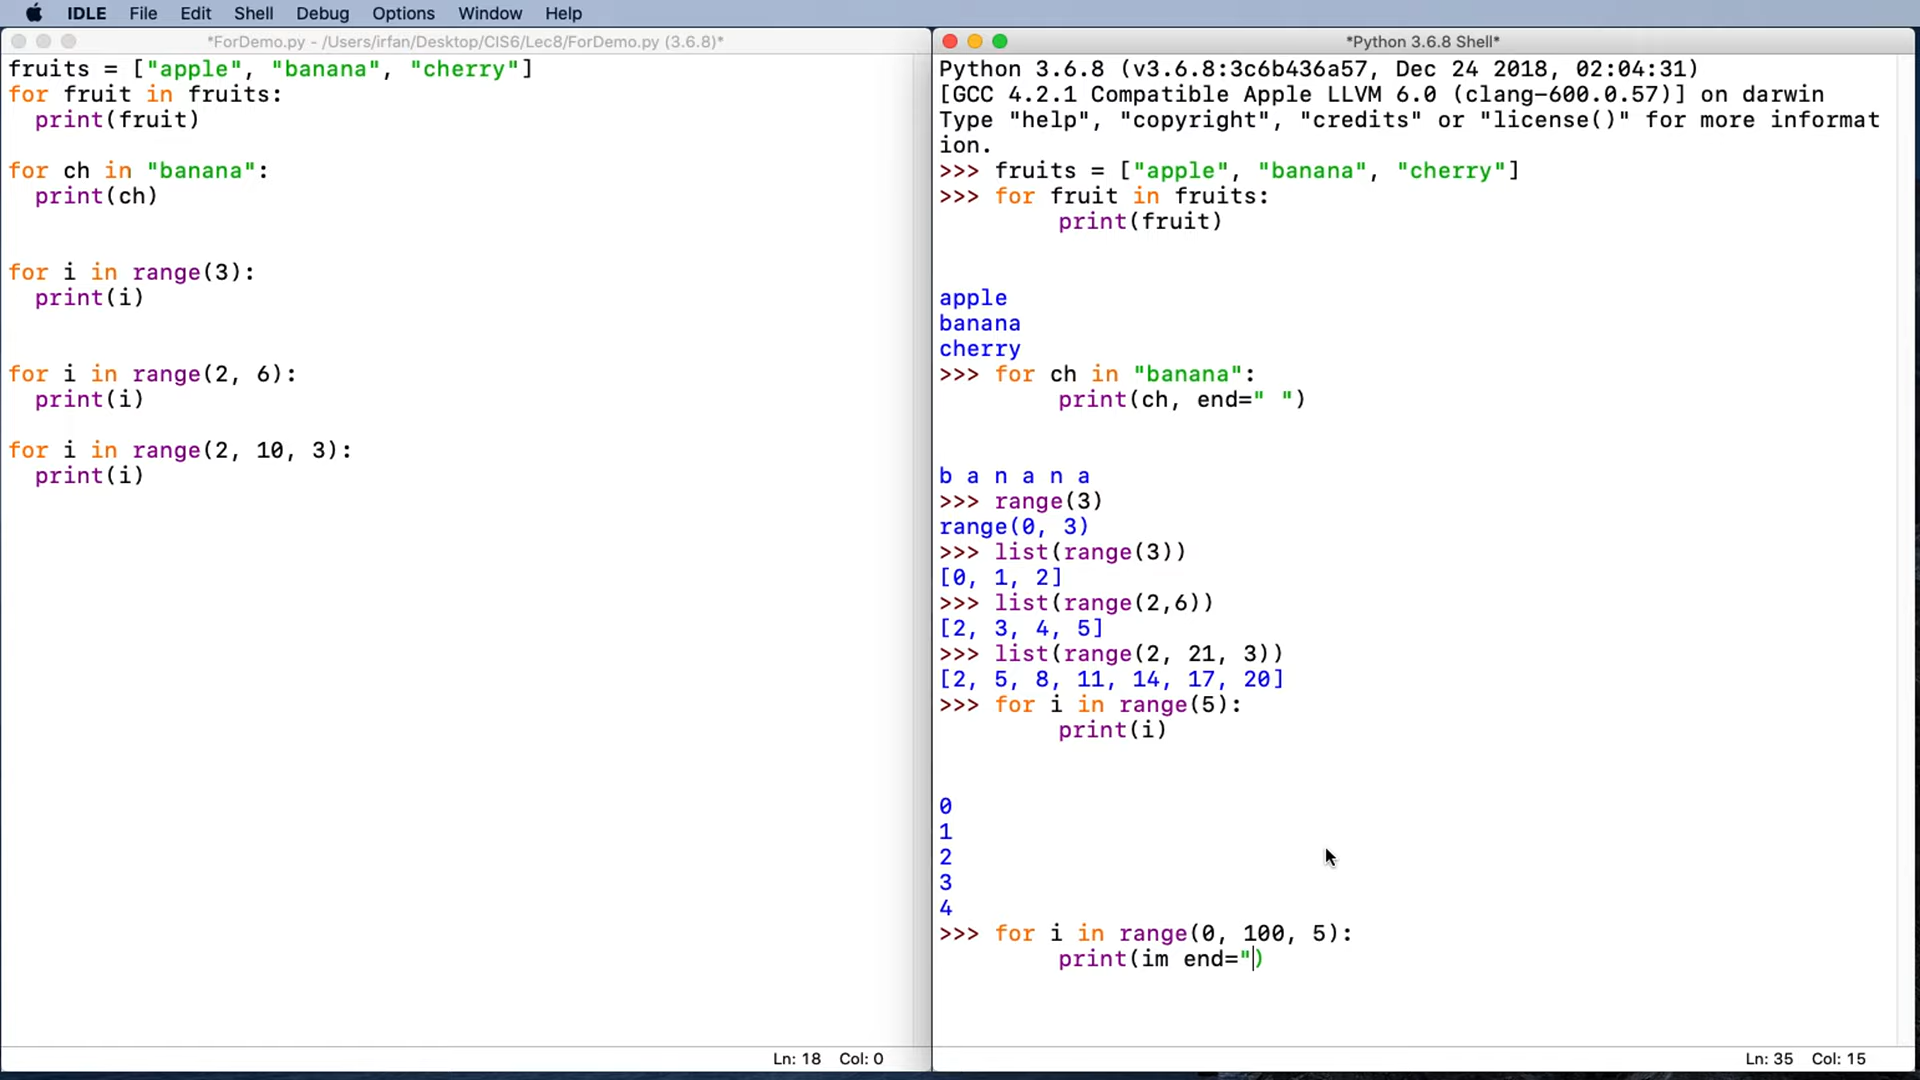 IDLE File Edit Shell Debug Options Window Help
*ForDemo.py - /Users/irfan/Desktop/CIS6/Lec8/ForDemo.py (3.6.8)*
fruits = ["apple", "banana", "cherry"]
for fruit in fruits:
  print(fruit)
for ch in "banana":
  print(ch)
for i in range(3):
  print(i)
for i in range(2, 6):
  print(i)
for i in range(2, 10, 3):
  print(i)
Ln: 18 Col: 0
*Python 3.6.8 Shell*
Python 3.6.8 (v3.6.8:3c6b436a57, Dec 24 2018, 02:04:31)
[GCC 4.2.1 Compatible Apple LLVM 6.0 (clang-600.0.57)] on darwin
Type "help", "copyright", "credits" or "license()" for more informat
ion.
>>> fruits = ["apple", "banana", "cherry"]
>>> for fruit in fruits:
        print(fruit)
apple
banana
cherry
>>> for ch in "banana":
        print(ch, end=" ")
b a n a n a
>>> range(3)
range(0, 3)
>>> list(range(3))
[0, 1, 2]
>>> list(range(2,6))
[2, 3, 4, 5]
>>> list(range(2, 21, 3))
[2, 5, 8, 11, 14, 17, 20]
>>> for i in range(5):
        print(i)
0
1
2
3
4
>>> for i in range(0, 100, 5):
        print(im end=")
Ln: 35 Col: 15